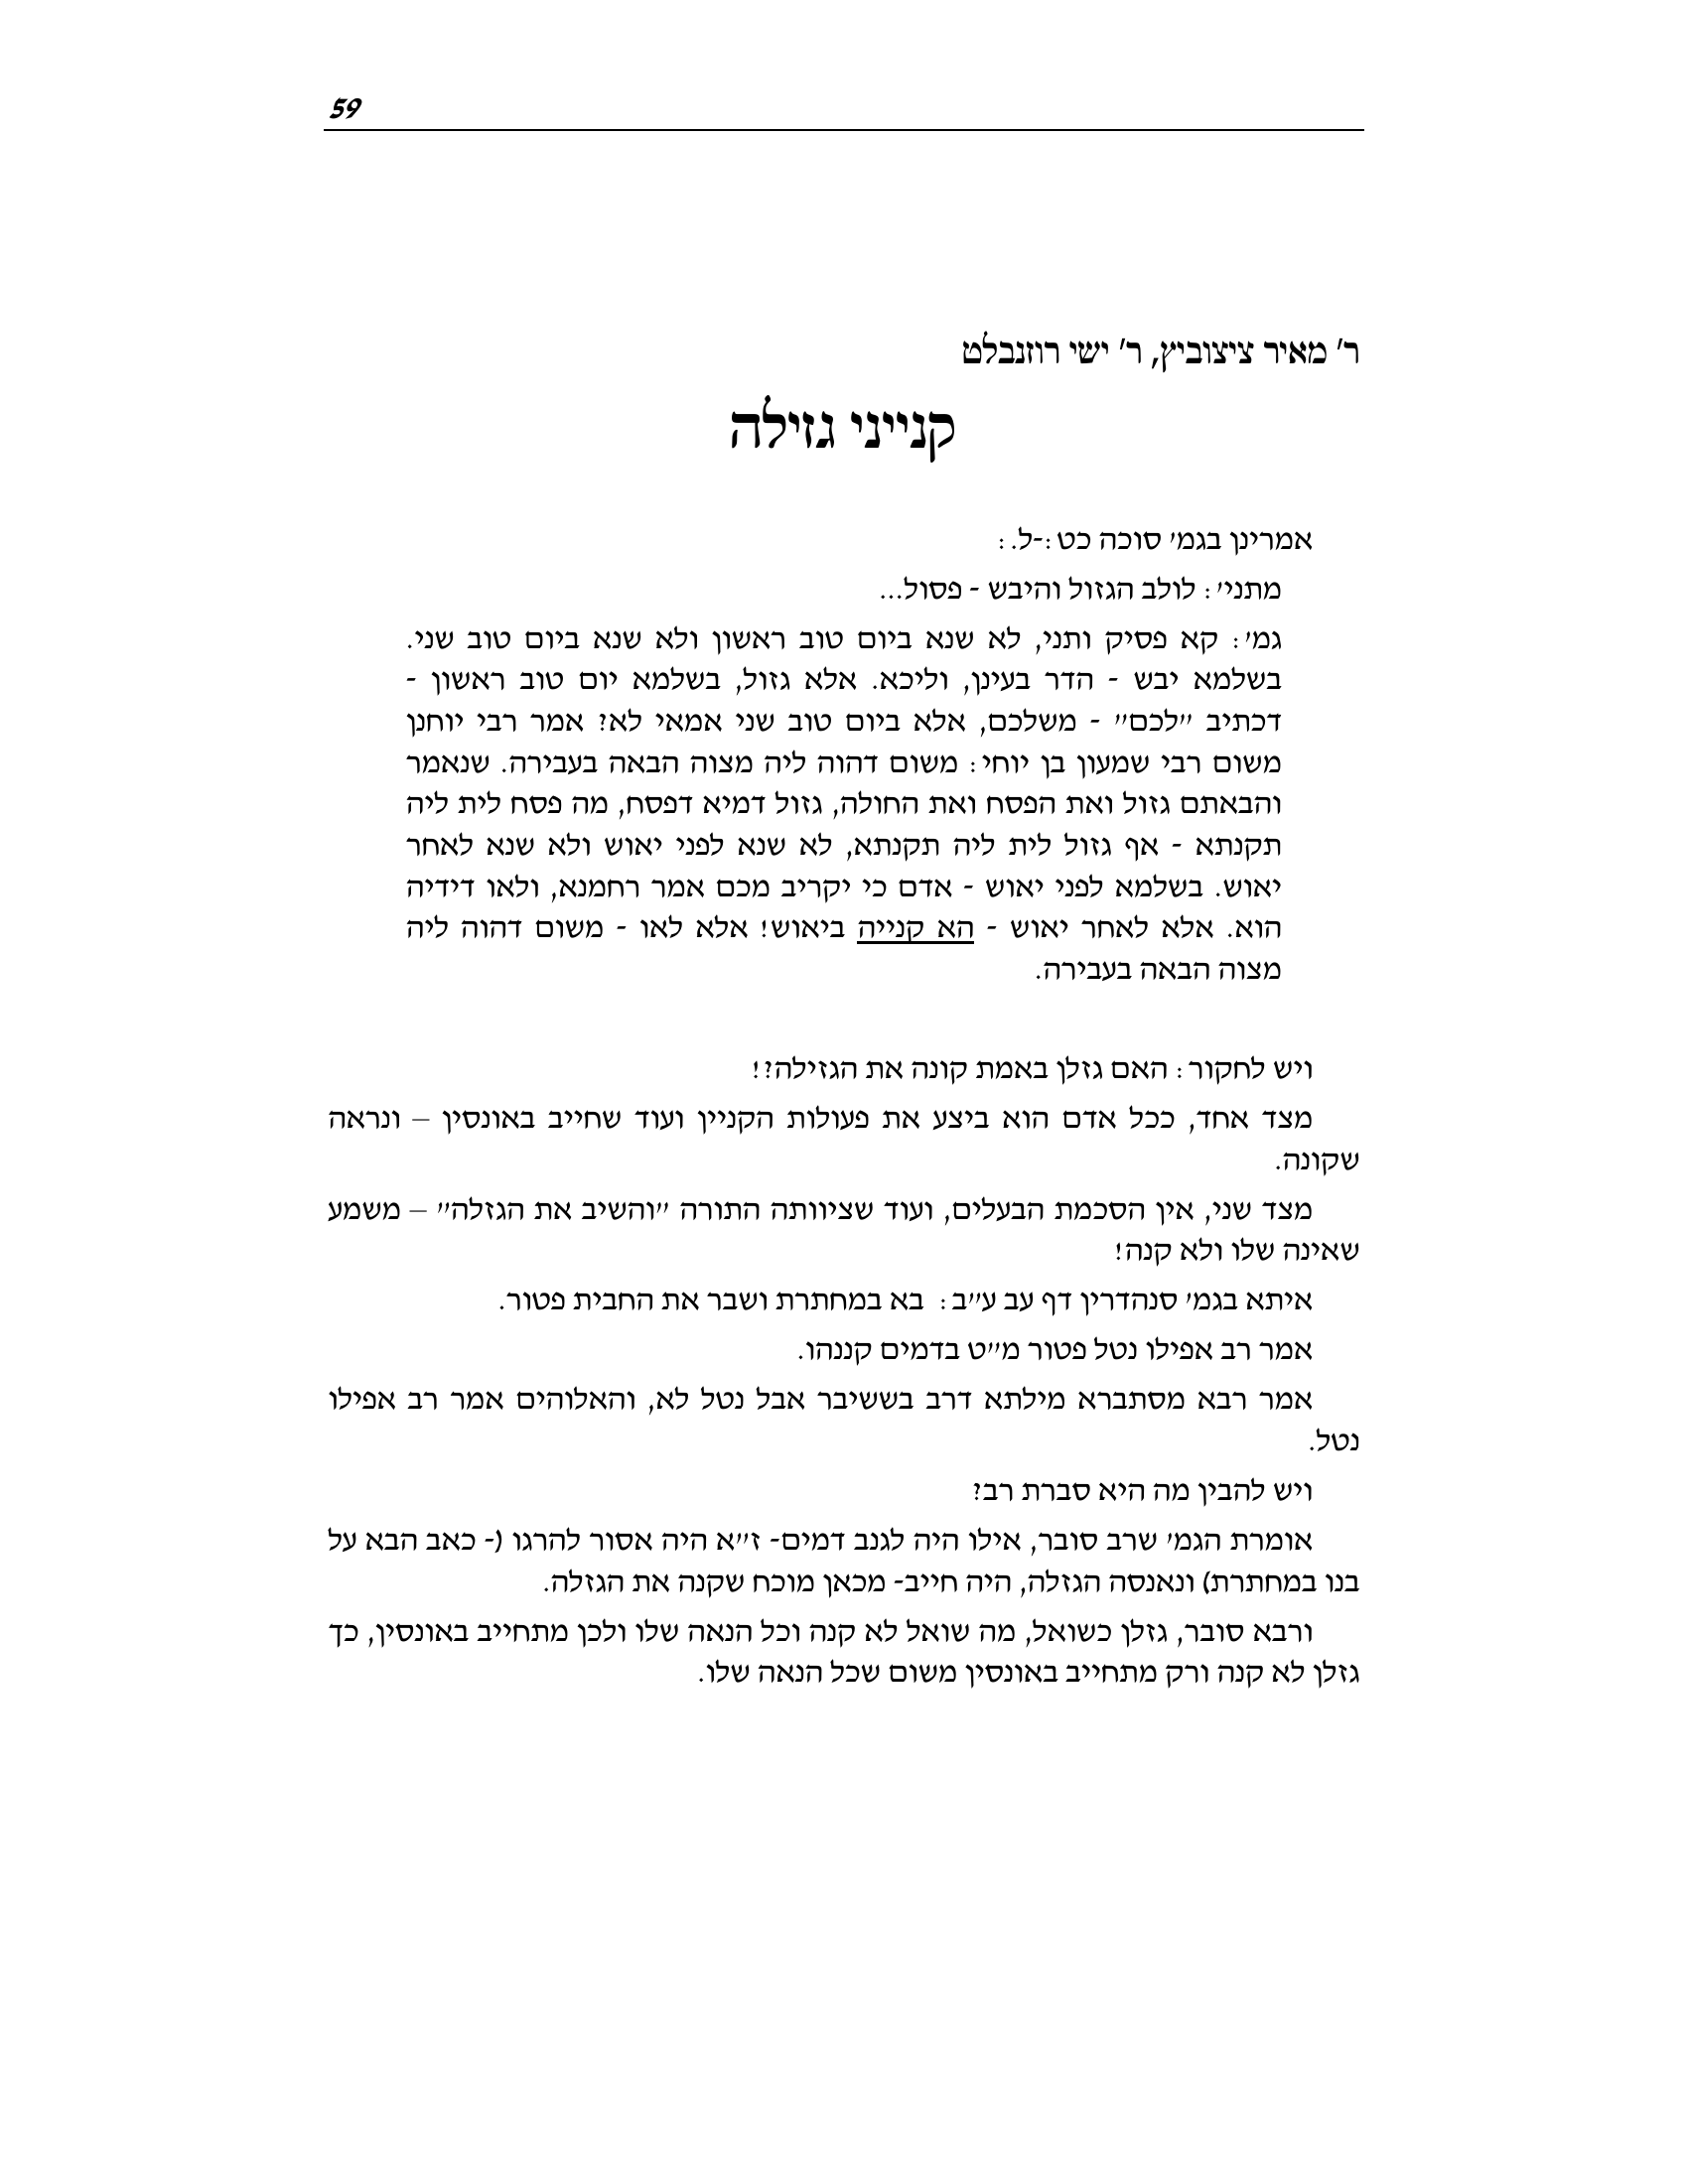 59
ר' מאיר ציצוביץ, ר' ישי רוזנבלט
קנייני גזילה
אמרינן בגמ' סוכה כט:-ל.:
מתני': לולב הגזול והיבש - פסול...
גמ': קא פסיק ותני, לא שנא ביום טוב ראשון ולא שנא ביום טוב שני.
בשלמא יבש - הדר בעינן, וליכא. אלא גזול, בשלמא יום טוב ראשון -
דכתיב "לכם" - משלכם, אלא ביום טוב שני אמאי לא? אמר רבי יוחנן
משום רבי שמעון בן יוחי: משום דהוה ליה מצוה הבאה בעבירה. שנאמר
והבאתם גזול ואת הפסח ואת החולה, גזול דמיא דפסח, מה פסח לית ליה
תקנתא - אף גזול לית ליה תקנתא, לא שנא לפני יאוש ולא שנא לאחר
יאוש. בשלמא לפני יאוש - אדם כי יקריב מכם אמר רחמנא, ולאו דידיה
הוא. אלא לאחר יאוש - הא קנייה ביאוש! אלא לאו - משום דהוה ליה
מצוה הבאה בעבירה.
ויש לחקור: האם גזלן באמת קונה את הגזילה?!
מצד אחד, ככל אדם הוא ביצע את פעולות הקניין ועוד שחייב באונסין – ונראה
שקונה.
מצד שני, אין הסכמת הבעלים, ועוד שציוותה התורה "והשיב את הגזלה" – משמע
שאינה שלו ולא קנה!
איתא בגמ' סנהדרין דף עב ע"ב: בא במחתרת ושבר את החבית פטור.
אמר רב אפילו נטל פטור מ"ט בדמים קננהו.
אמר רבא מסתברא מילתא דרב בששיבר אבל נטל לא, והאלוהים אמר רב אפילו
נטל.
ויש להבין מה היא סברת רב?
אומרת הגמ' שרב סובר, אילו היה לגנב דמים- ז"א היה אסור להרגו (- כאב הבא על
בנו במחתרת) ונאנסה הגזלה, היה חייב- מכאן מוכח שקנה את הגזלה.
ורבא סובר, גזלן כשואל, מה שואל לא קנה וכל הנאה שלו ולכן מתחייב באונסין, כך
גזלן לא קנה ורק מתחייב באונסין משום שכל הנאה שלו.